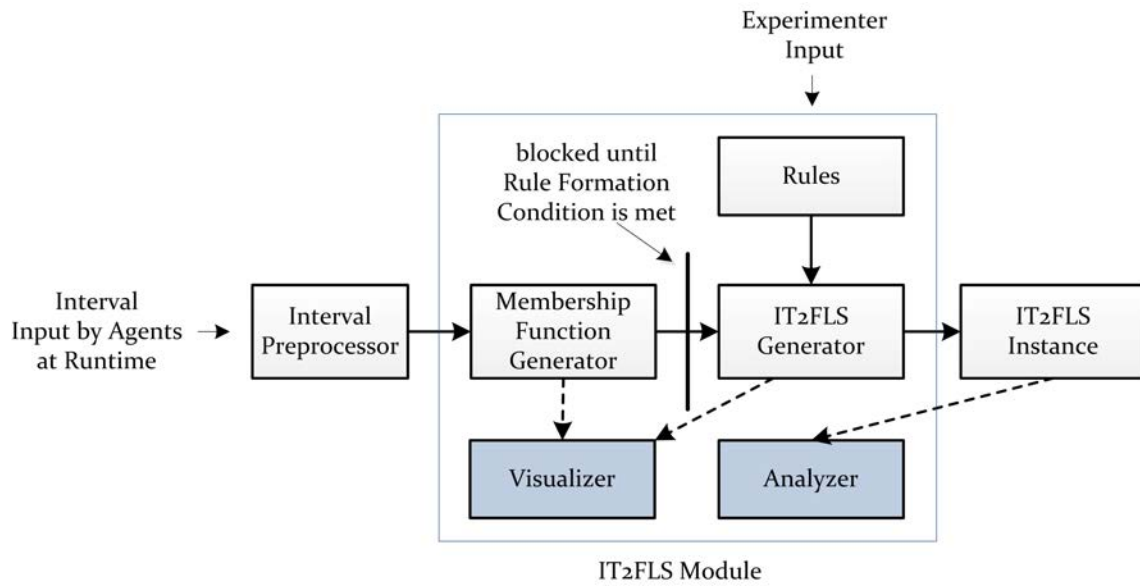 Experimenter
Input
blocked until
Rule Formation
Condition is met
Rules
Interval
Input by Agents
at Runtime
Interval
Preprocessor
Membership
Function
Generator
IT2FLS
Generator
IT2FLS
Instance
Visualizer
Analyzer
IT2FLS Module